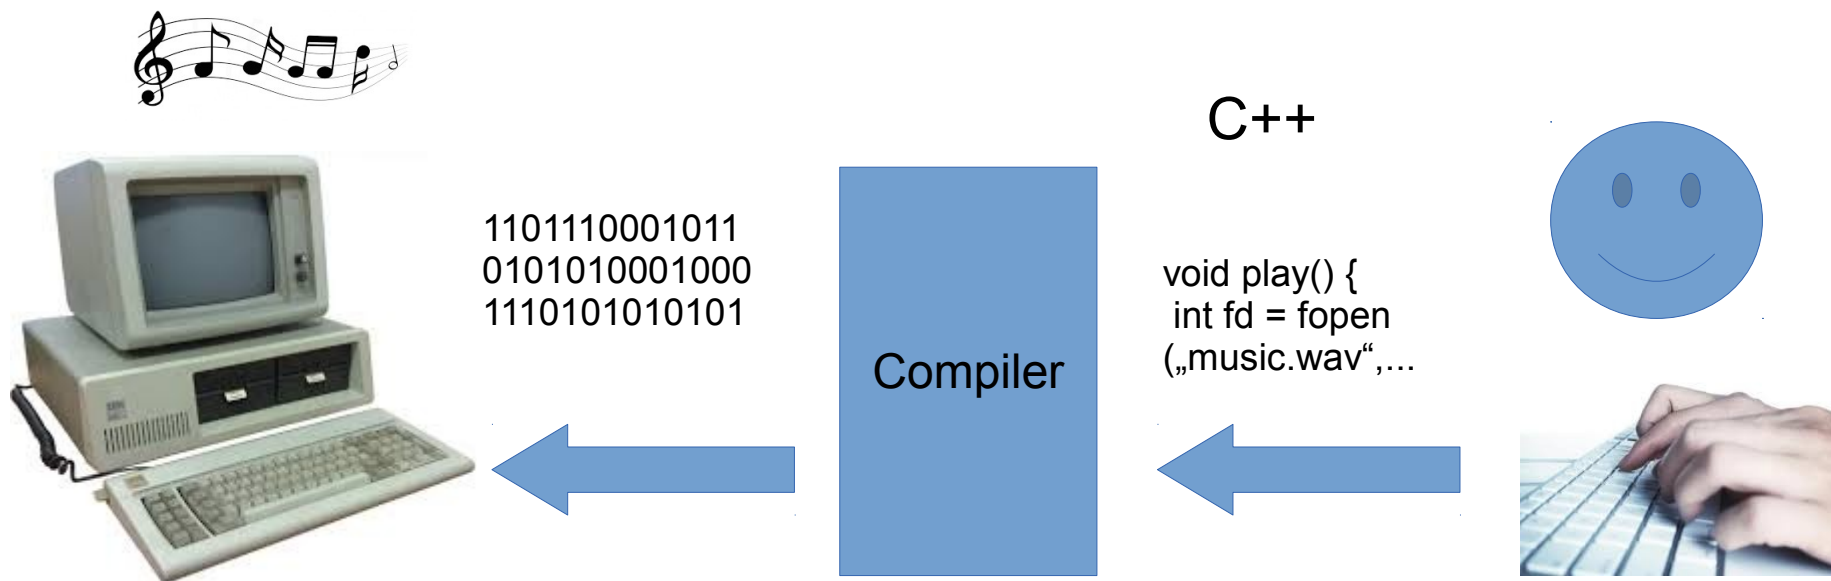 C++
1101110001011
0101010001000
1110101010101
Compiler
void play() {
int fd = fopen
(„music.wav“,...